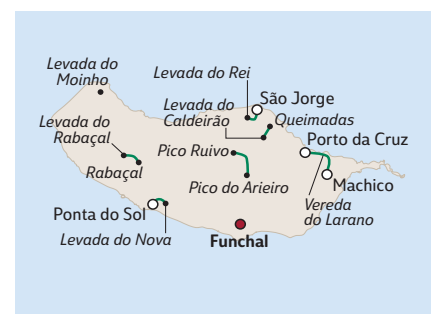 Levada do
Moinho
Levada do Rei
São Jorge
Levada do
Caldeirão
Queimadas
Levada do
Rabaçal
Porto da Cruz
Pico Ruivo
Rabaçal
Pico do Arieiro
Machico
Ponta do Sol
Vereda
do Larano
Levada do Nova
Funchal